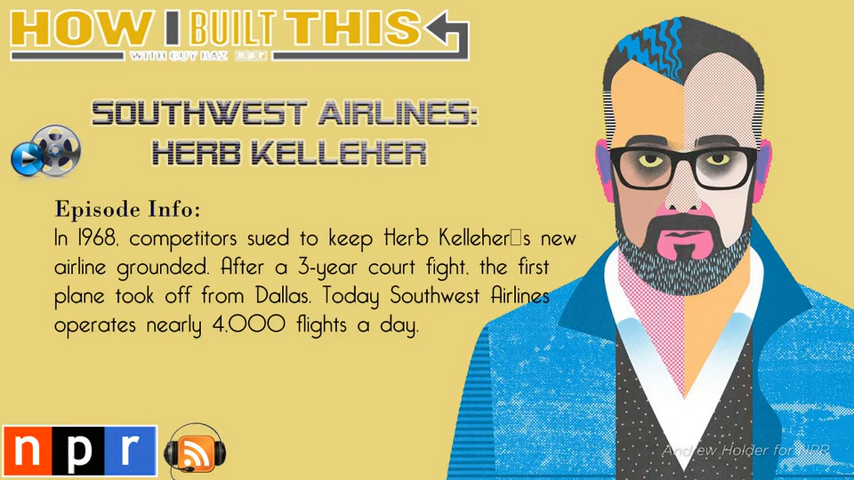 HOW I BUILT THIS
WITH GUY RAZ npr
SOUTHWEST AIRLINES:
HERB KELLEHER
Episode Info:
In 1968, competitors sued to keep Herb Kelleher□s new
airline grounded. After a 3-year court fight, the first
plane took off from Dallas. Today Southwest Airlines
operates nearly 4,000 flights a day.
npr
Andrew Holder for NPR